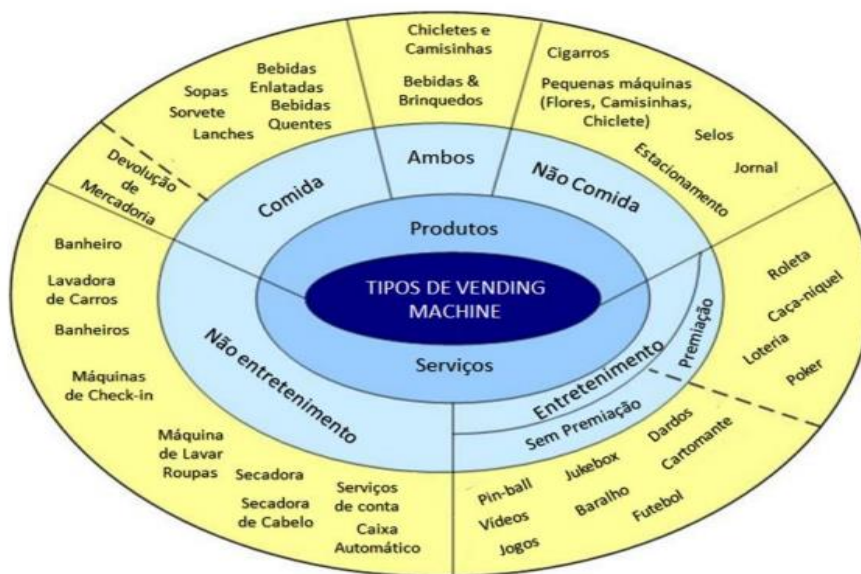 Chicletes e
Camisinhas
Bebidas &
Brinquedos
Cigarros
Pequenas máquinas
(Flores, Camisinhas,
Chiclete)
Selos
Jornal
Estacionamento
Bebidas
Enlatadas
Sopas
Sorvete
Bebidas
Quentes
Lanches
Devolução
de
Mercadoria
Comida
Ambos
Não Comida
Produtos
TIPOS DE VENDING
MACHINE
Serviços
Não entretenimento
Entretenimento
Premiação
Sem Premiação
Banheiro
Lavadora
de Carros
Banheiros
Máquinas
de Check-in
Máquina
de Lavar
Roupas
Secadora
Secadora
de Cabelo
Serviços
de conta
Caixa
Automático
Roleta
Caça-níquel
Loteria
Poker
Pin-ball
Jukebox
Dardos
Cartomante
Vídeos
Baralho
Futebol
Jogos